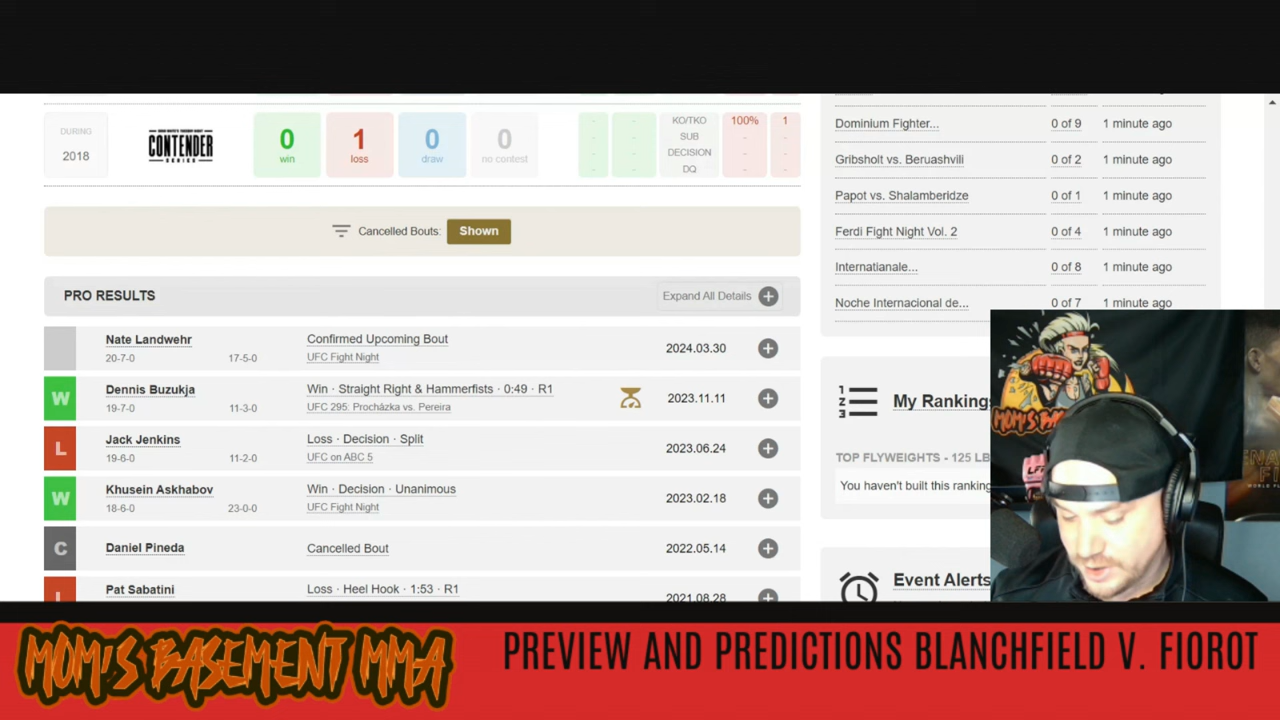 DURING
2018
CONTENDER
SERIES
0
win
1
loss
0
draw
0
no contest
-
-
-
-
-
-
-
-
KO/TKO
SUB
DECISION
DQ
100%
-
-
-
1
-
-
-
Cancelled Bouts:
Shown
PRO RESULTS
Expand All Details
Nate Landwehr
20-7-0
17-5-0
Confirmed Upcoming Bout
UFC Fight Night
2024.03.30
W
Dennis Buzukja
19-7-0
11-3-0
Win · Straight Right & Hammerfists · 0:49 · R1
UFC 295: Procházka vs. Pereira
2023.11.11
L
Jack Jenkins
19-6-0
11-2-0
Loss · Decision · Split
UFC on ABC 5
2023.06.24
W
Khusein Askhabov
18-6-0
23-0-0
Win · Decision · Unanimous
UFC Fight Night
2023.02.18
C
Daniel Pineda
Cancelled Bout
2022.05.14
L
Pat Sabatini
Loss · Heel Hook · 1:53 · R1
2021.08.28
Dominium Fighter...
0 of 9
1 minute ago
Gribsholt vs. Beruashvili
0 of 2
1 minute ago
Papot vs. Shalamberidze
0 of 1
1 minute ago
Ferdi Fight Night Vol. 2
0 of 4
1 minute ago
Internatianale...
0 of 8
1 minute ago
Noche Internacional de...
0 of 7
1 minute ago
1
2
3
My Rankings
TOP FLYWEIGHTS - 125 LB
You haven't built this ranking
Event Alerts
MOM'S BASEMENT MMA
PREVIEW AND PREDICTIONS BLANCHFIELD V. FIOROT